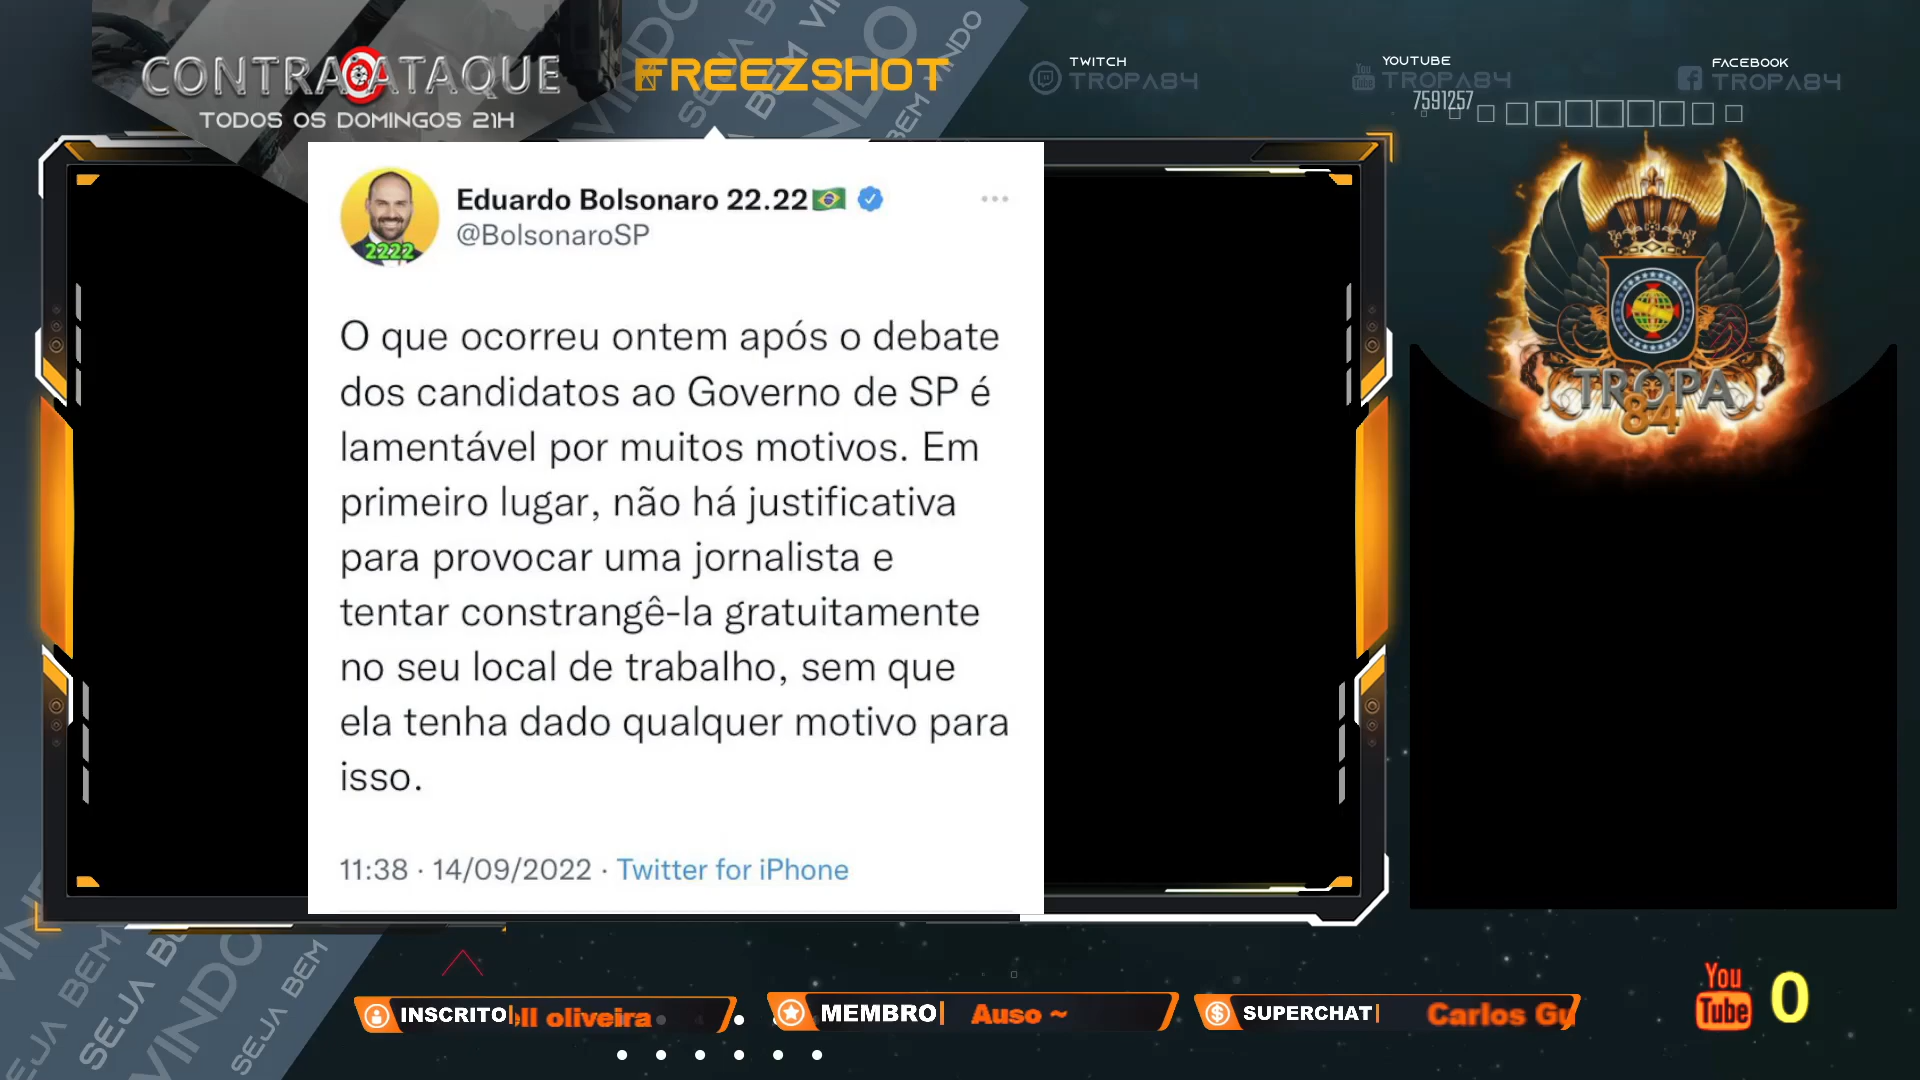 CONTRA ATAQUE
TODOS OS DOMINGOS 21H
FREEZSHOT
TWITCH
TROPA84
YOUTUBE
TROPA84
FACEBOOK
TROPA84
7591257
Eduardo Bolsonaro 22.22
@BolsonaroSP
2222
O que ocorreu ontem após o debate
dos candidatos ao Governo de SP é
lamentável por muitos motivos. Em
primeiro lugar, não há justificativa
para provocar uma jornalista e
tentar constrangê-la gratuitamente
no seu local de trabalho, sem que
ela tenha dado qualquer motivo para
isso.
11:38 · 14/09/2022 · Twitter for iPhone
TROPA
84
SEJA BEM
VINDO
SEJA BEM
INSCRITO| oliveira
MEMBRO| Auso ~
SUPERCHAT| Carlos
You
Tube
0